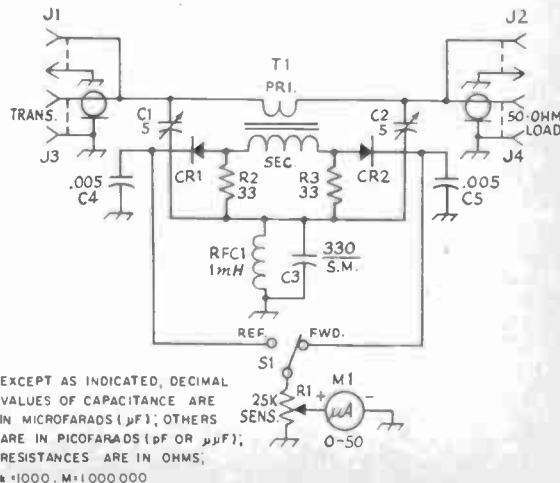 J1
J2
T1
PRI.
TRANS.
C1
5
C2
5
50-OHM
LOAD
J3
J4
SEC.
CR1
CR2
R2
33
R3
33
.005
C4
.005
C5
RFC1
1mH
C3
330
S.M.
REF.
FWD.
S1
25K
SENS.
R1
+
M1
-
μA
0-50
EXCEPT AS INDICATED, DECIMAL
VALUES OF CAPACITANCE ARE
IN MICROFARADS (μF); OTHERS
ARE IN PICOFARADS (pF OR μμF);
RESISTANCES ARE IN OHMS;
k=1000, M=1000000